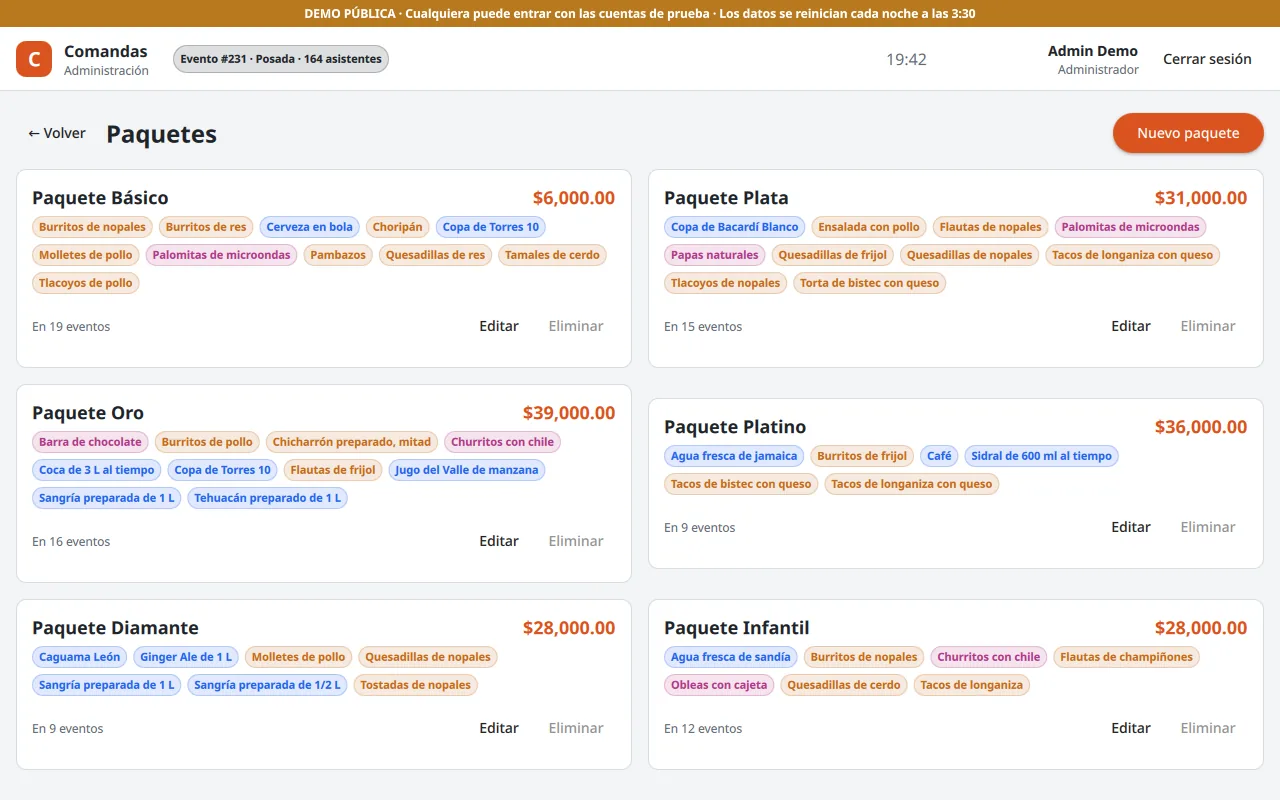 DEMO PÚBLICA · Cualquiera puede entrar con las cuentas de prueba · Los datos se reinician cada noche a las 3:30
C
Comandas
Administración
Evento #231 · Posada · 164 asistentes
19:42
Admin Demo
Administrador
Cerrar sesión
← Volver
Paquetes
Nuevo paquete
Paquete Básico
$6,000.00
Burritos de nopales Burritos de res Cerveza en bola Choripán Copa de Torres 10
Molletes de pollo Palomitas de microondas Pambazos Quesadillas de res Tamales de cerdo
Tlacoyos de pollo
En 19 eventos
Editar
Eliminar
Paquete Plata
$31,000.00
Copa de Bacardí Blanco Ensalada con pollo Flautas de nopales Palomitas de microondas
Papas naturales Quesadillas de frijol Quesadillas de nopales Tacos de longaniza con queso
Tlacoyos de nopales Torta de bistec con queso
En 15 eventos
Editar
Eliminar
Paquete Oro
$39,000.00
Barra de chocolate Burritos de pollo Chicharrón preparado, mitad Churritos con chile
Coca de 3 L al tiempo Copa de Torres 10 Flautas de frijol Jugo del Valle de manzana
Sangría preparada de 1 L Tehuacán preparado de 1 L
En 16 eventos
Editar
Eliminar
Paquete Platino
$36,000.00
Agua fresca de jamaica Burritos de frijol Café Sidral de 600 ml al tiempo
Tacos de bistec con queso Tacos de longaniza con queso
En 9 eventos
Editar
Eliminar
Paquete Diamante
$28,000.00
Caguama León Ginger Ale de 1 L Molletes de pollo Quesadillas de nopales
Sangría preparada de 1 L Sangría preparada de 1/2 L Tostadas de nopales
En 9 eventos
Editar
Eliminar
Paquete Infantil
$28,000.00
Agua fresca de sandía Burritos de nopales Churritos con chile Flautas de champiñones
Obleas con cajeta Quesadillas de cerdo Tacos de longaniza
En 12 eventos
Editar
Eliminar